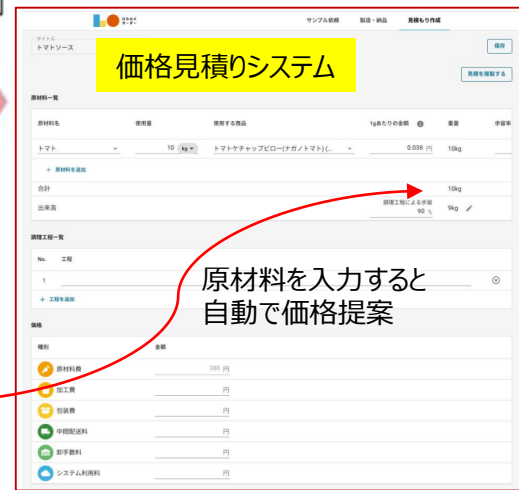 サンプル依頼 製造・納品 見積もり作成
タイトル
トマトソース
保存
価格見積りシステム
見積を複製する
原材料一覧
原材料名 使用量 使用する商品 1gあたりの金額 重量 歩留率
トマト 10 kg トマトケチャップピロー(ナガノトマト)(... 0.038 円 10kg
+ 原材料を追加
合計 10kg
出来高 調理工程による歩留 90 % 9kg
調理工程一覧
No. 工程
1
+ 工程を追加
原材料を入力すると
自動で価格提案
価格
種別 金額
原材料費 380 円
加工費 円
包装費 円
中間配送料 円
卸手数料 円
システム利用料 円